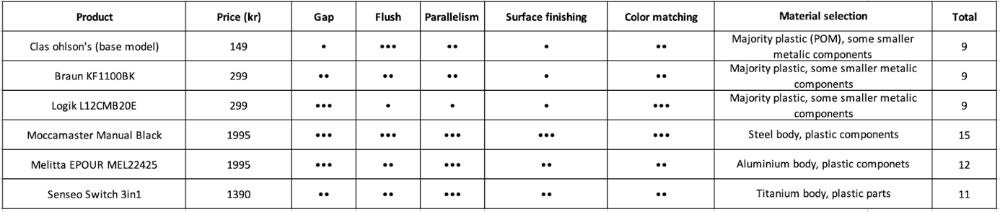 Product Price (kr) Gap Flush Parallelism Surface finishing Color matching Material selection Total
Clas ohlson's (base model) 149 • ••• •• • •• Majority plastic (POM), some smaller
metalic components 9
Braun KF1100BK 299 •• •• •• • •• Majority plastic, some smaller metalic
components 9
Logik L12CMB20E 299 ••• • • • ••• Majority plastic, some smaller metalic
components 9
Moccamaster Manual Black 1995 ••• ••• ••• ••• ••• Steel body, plastic components 15
Melitta EPOUR MEL22425 1995 ••• •• ••• •• •• Aluminium body, plastic componets 12
Senseo Switch 3in1 1390 •• •• ••• •• •• Titanium body, plastic parts 11